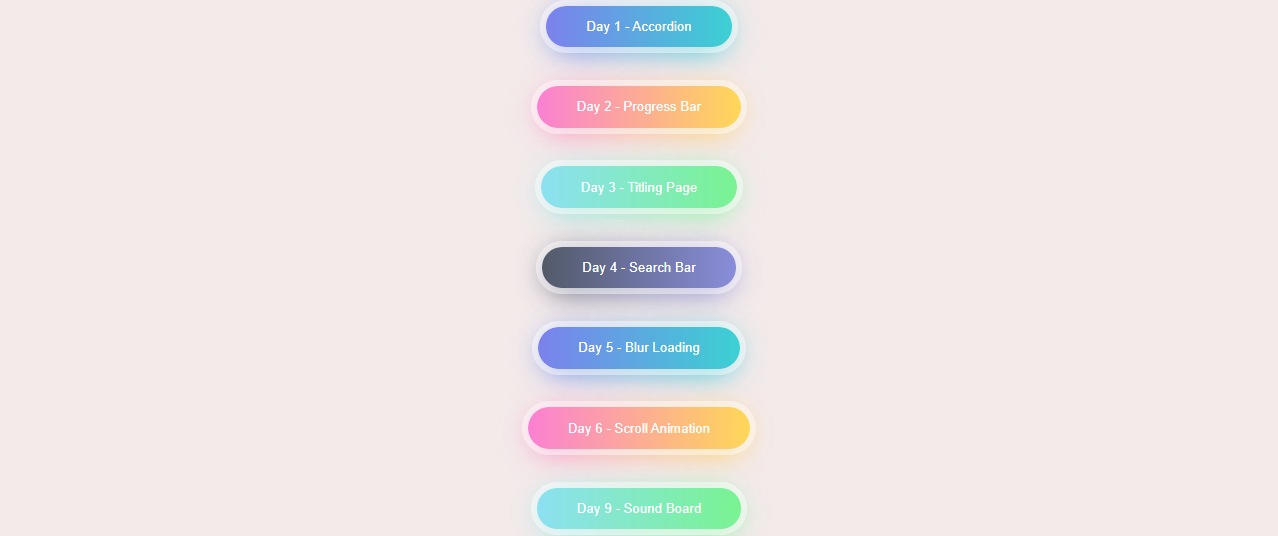 Day 1 - Accordion
Day 2 - Progress Bar
Day 3 - Titling Page
Day 4 - Search Bar
Day 5 - Blur Loading
Day 6 - Scroll Animation
Day 9 - Sound Board